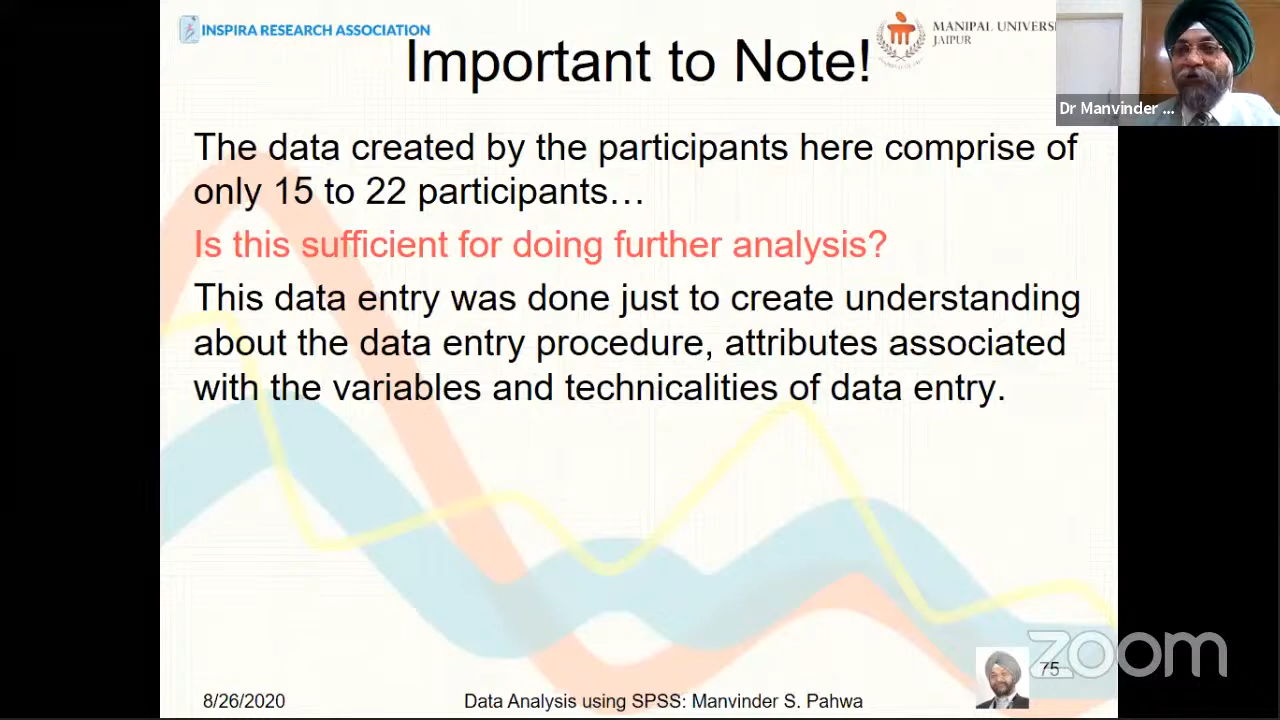 INSPIRA RESEARCH ASSOCIATION
MANIPAL UNIVERS
JAIPUR
Important to Note!
Dr Manvinder ...
The data created by the participants here comprise of
only 15 to 22 participants…
Is this sufficient for doing further analysis?
This data entry was done just to create understanding
about the data entry procedure, attributes associated
with the variables and technicalities of data entry.
zoom
75
8/26/2020
Data Analysis using SPSS: Manvinder S. Pahwa